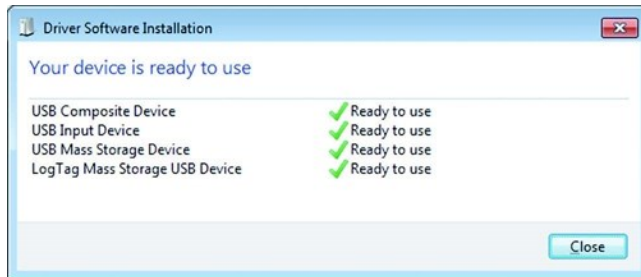 Driver Software Installation
Your device is ready to use
USB Composite Device Ready to use
USB Input Device Ready to use
USB Mass Storage Device Ready to use
LogTag Mass Storage USB Device Ready to use
Close